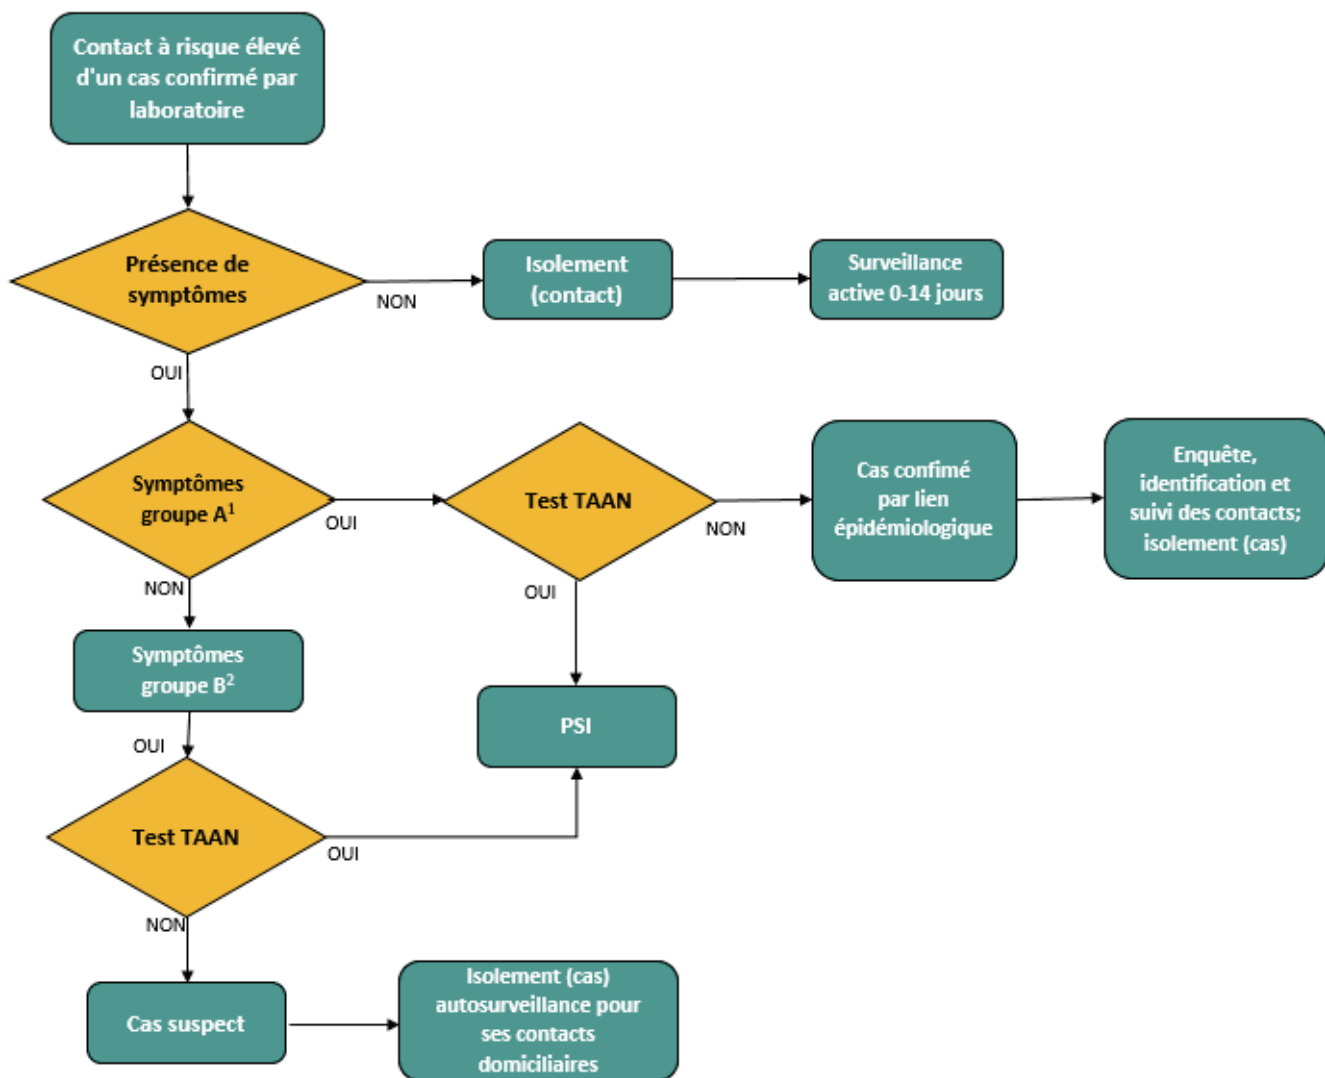 Contact à risque élevé
d'un cas confirmé par
laboratoire
Présence de
symptômes
NON
Isolement
(contact)
Surveillance
active 0-14 jours
OUI
Symptômes
groupe A¹
OUI
Test TAAN
NON
Cas confimé
par lien
épidémiologique
Enquête,
identification et
suivi des contacts;
isolement (cas)
NON
OUI
Symptômes
groupe B²
PSI
OUI
Test TAAN
OUI
NON
Cas suspect
Isolement (cas)
autosurveillance pour
ses contacts
domiciliaires